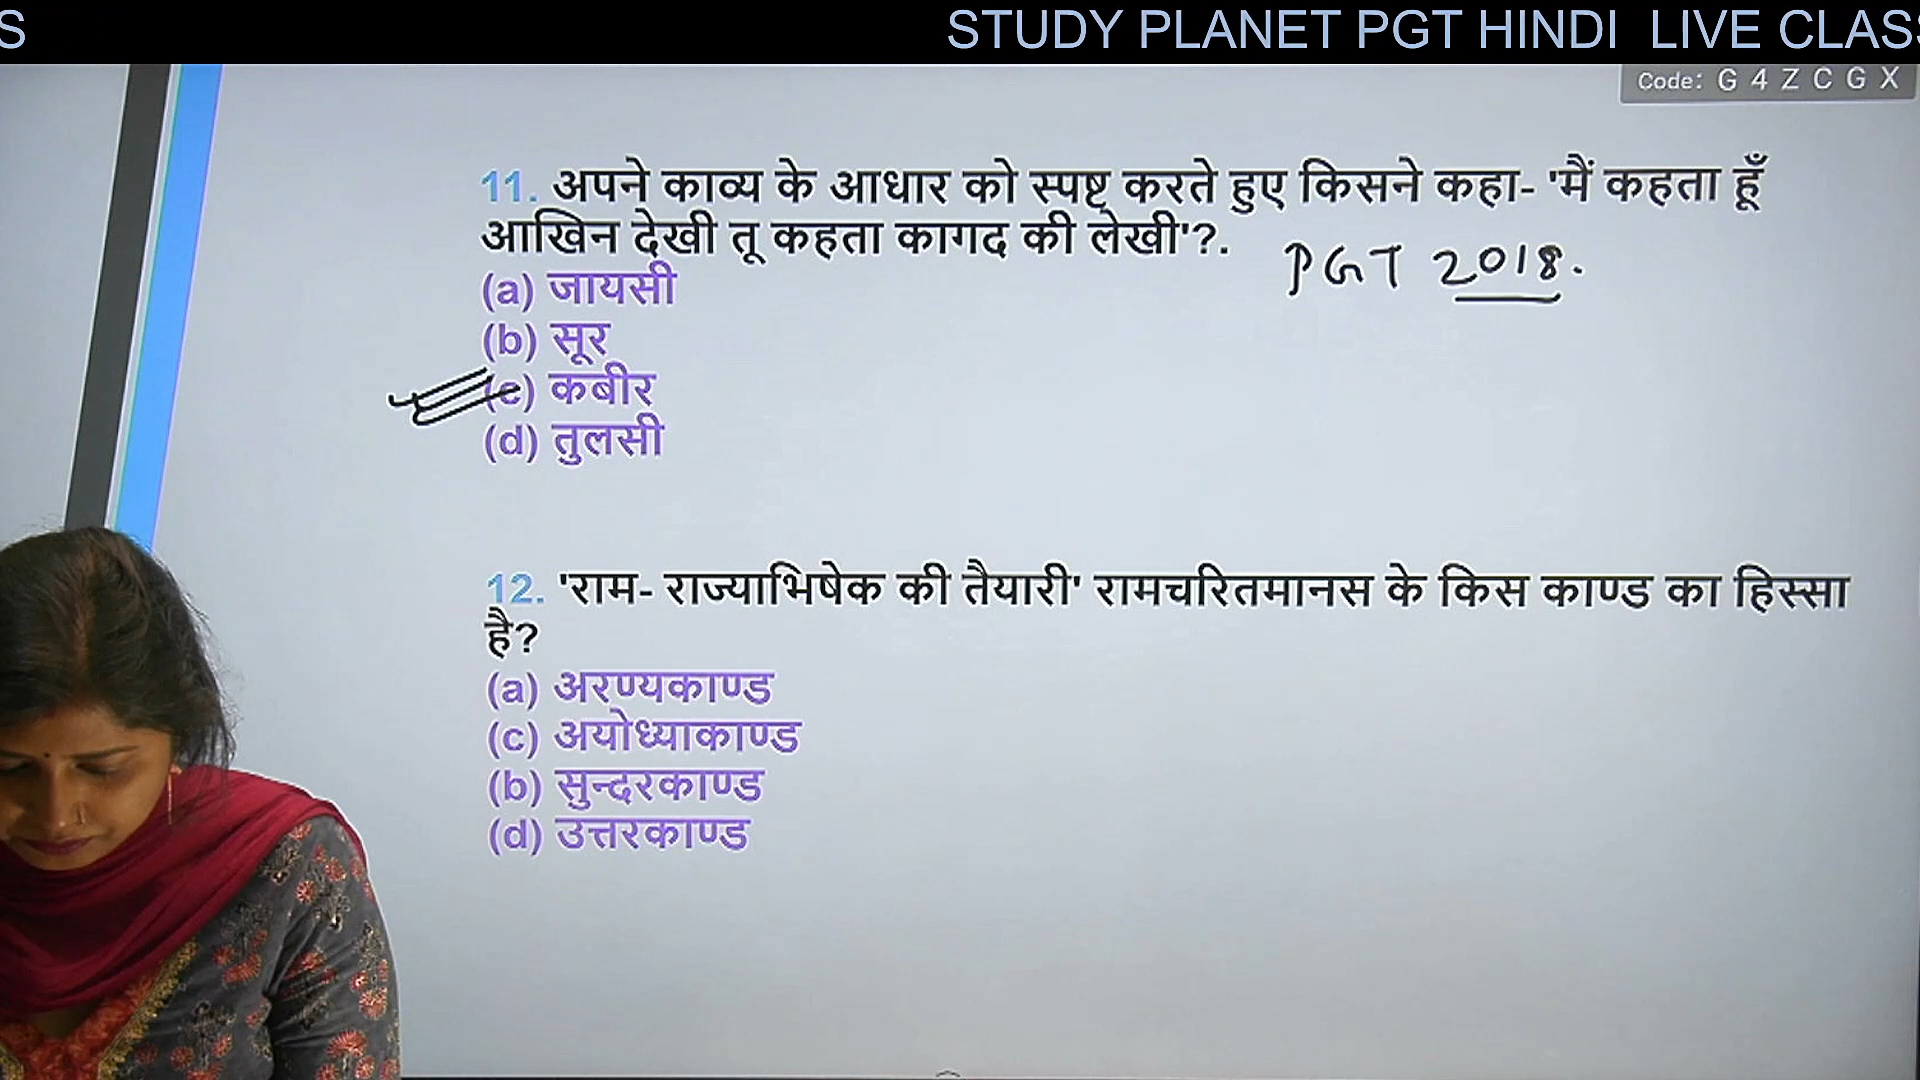 S STUDY PLANET PGT HINDI LIVE CLASS
Code: G 4 Z C G X
11. अपने काव्य के आधार को स्पष्ट करते हुए किसने कहा- 'मैं कहता हूँ
आखिन देखी तू कहता कागद की लेखी'?.
PGT 2018.
(a) जायसी
(b) सूर
(c) कबीर
(d) तुलसी
12. 'राम- राज्याभिषेक की तैयारी' रामचरितमानस के किस काण्ड का हिस्सा
है?
(a) अरण्यकाण्ड
(c) अयोध्याकाण्ड
(b) सुन्दरकाण्ड
(d) उत्तरकाण्ड